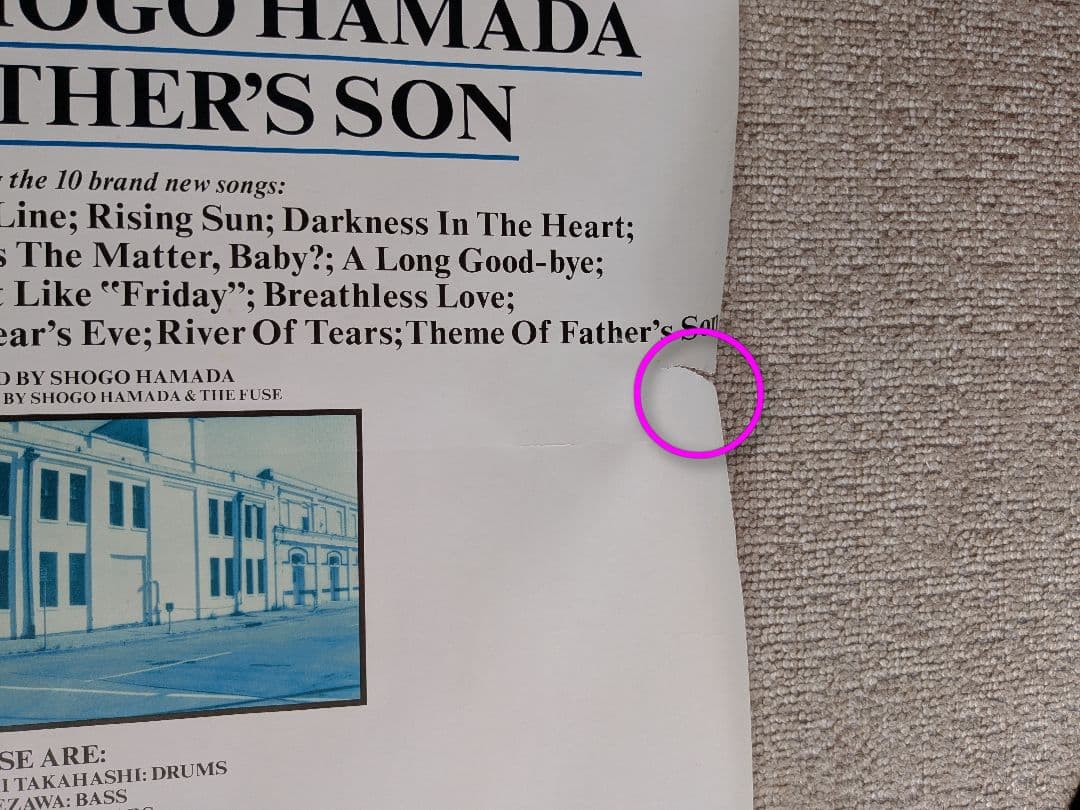 HOGO HAMADA
THER’S SON
the 10 brand new songs:
Line; Rising Sun; Darkness In The Heart;
s The Matter, Baby?; A Long Good-bye;
t Like “Friday”; Breathless Love;
ear’s Eve; River Of Tears; Theme Of Father’s Son
D BY SHOGO HAMADA
BY SHOGO HAMADA & THE FUSE
SE ARE:
I TAKAHASHI: DRUMS
EZAWA: BASS